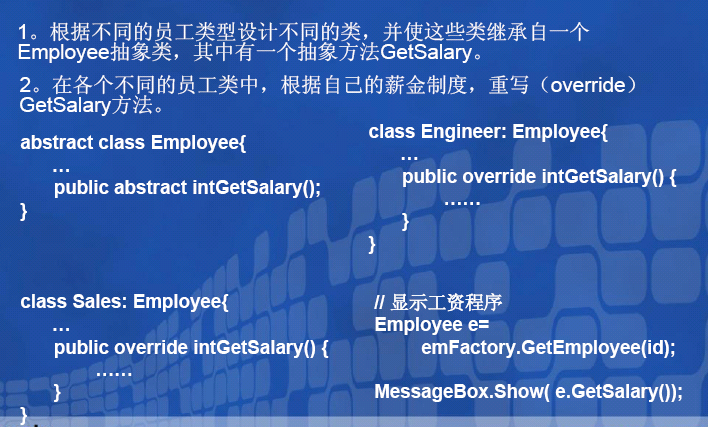 1。根据不同的员工类型设计不同的类，并使这些类继承自一个
Employee抽象类，其中有一个抽象方法GetSalary。
2。在各个不同的员工类中，根据自己的薪金制度，重写（override）
GetSalary方法。
abstract class Employee{
…
public abstract intGetSalary();
}
class Engineer: Employee{
…
public override intGetSalary() {
……
}
}
class Sales: Employee{
…
public override intGetSalary() {
……
}
}
// 显示工资程序
Employee e=
emFactory.GetEmployee(id);
MessageBox.Show( e.GetSalary());